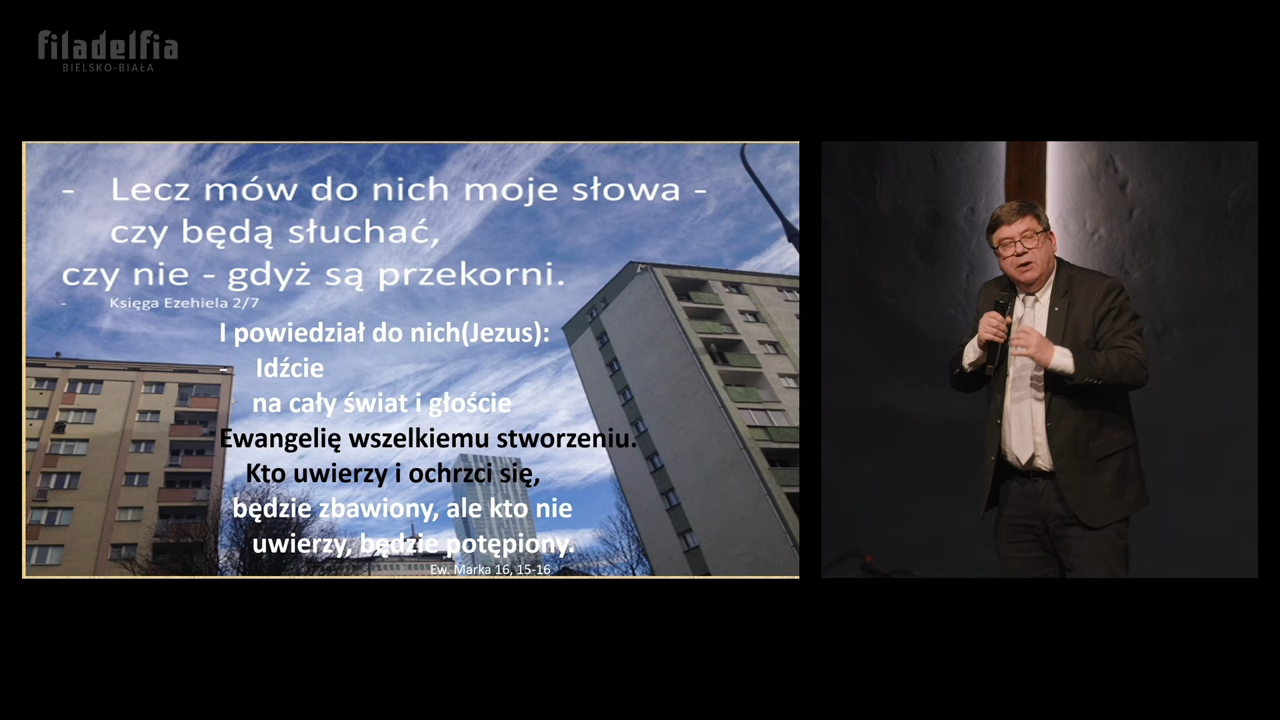 filadelfia
BIELSKO-BIAŁA
- Lecz mów do nich moje słowa -
czy będą słuchać,
czy nie - gdyż są przekorni.
- Księga Ezehiela 2/7
I powiedział do nich(Jezus):
- Idźcie
na cały świat i głoście
Ewangelię wszelkiemu stworzeniu.
Kto uwierzy i ochrzci się,
będzie zbawiony, ale kto nie
uwierzy, będzie potępiony.
Ew. Marka 16, 15-16